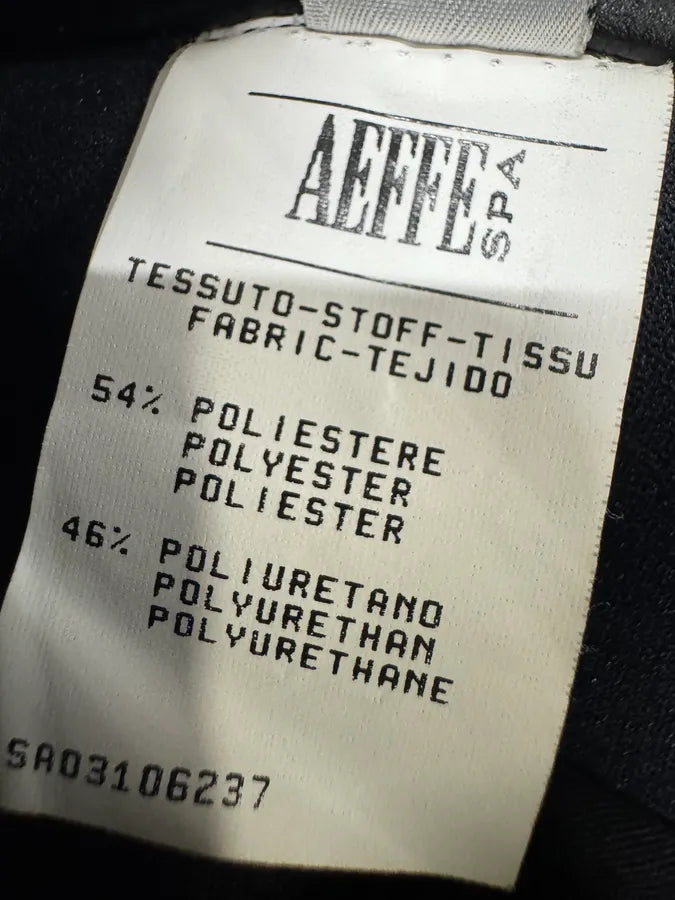 AEFFE SPA
TESSUTO-STOFF-TISSU
FABRIC-TEJIDO
54% POLIESTERE
POLYESTER
POLIESTER
46% POLIURETANO
POLYURETHAN
POLYURETHANE
SA03106237